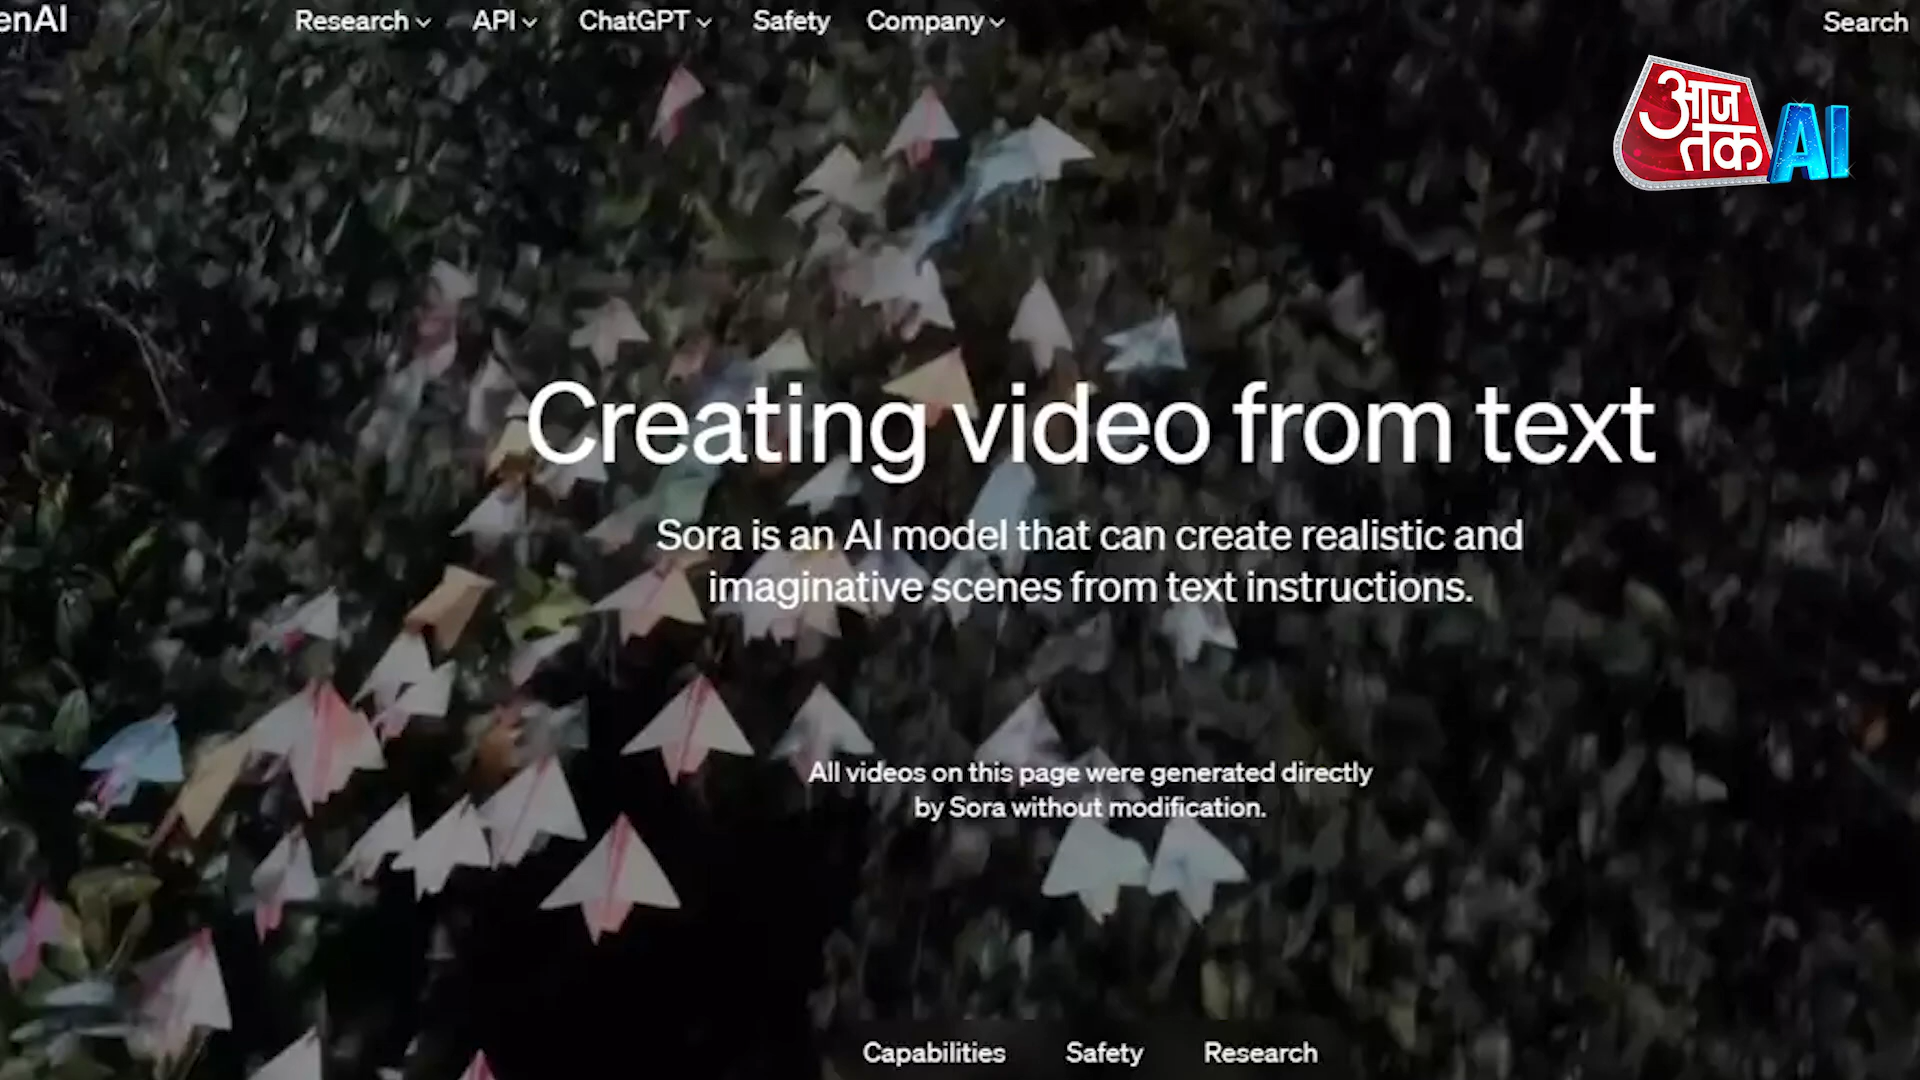 enAI
Research
API
ChatGPT
Safety
Company
Search
आज
तक
AI
Creating video from text
Sora is an AI model that can create realistic and
imaginative scenes from text instructions.
All videos on this page were generated directly
by Sora without modification.
Capabilities
Safety
Research